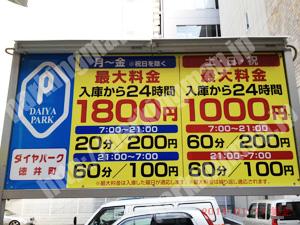 DAIYA
PARK
ダイヤパーク
徳井町
月～金 ※祝日を除く
最大料金
入庫から24時間
1800円
7:00～21:00
20分 200円
21:00～7:00
60分 100円
土日祝
最大料金
入庫から24時間
1000円
7:00～21:00
60分 200円
21:00～7:00
60分 100円